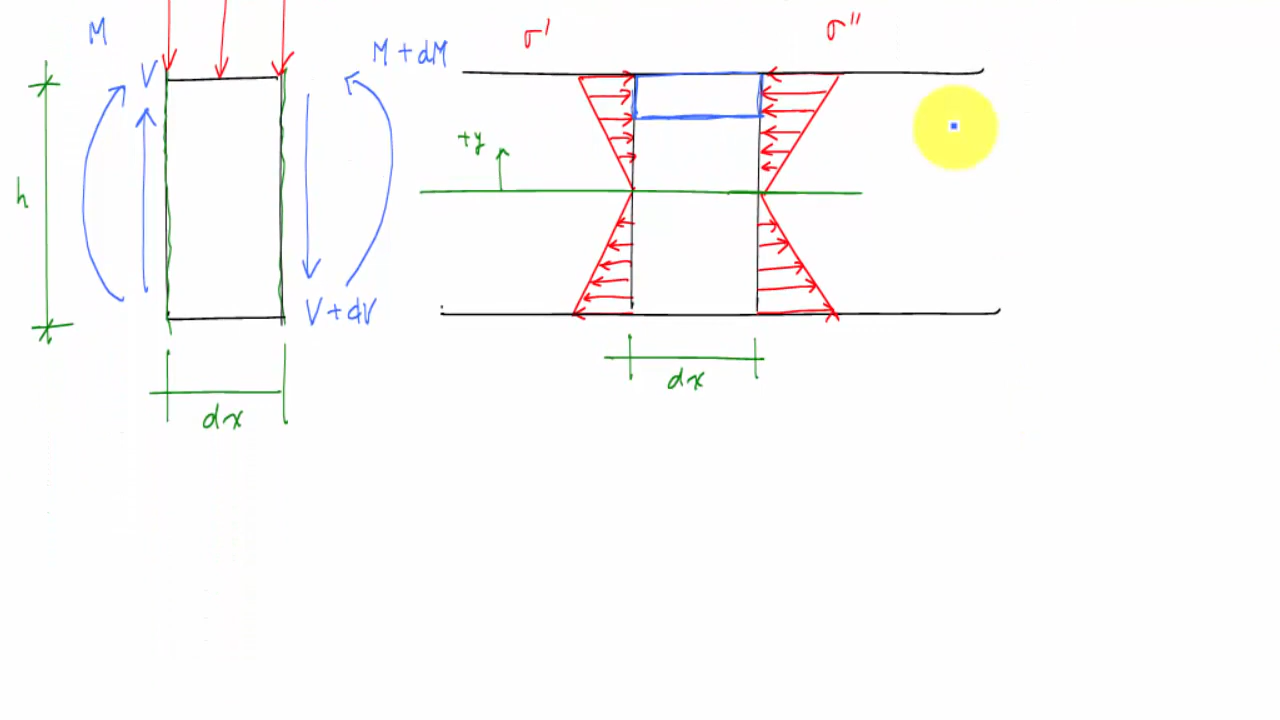 M
V
M + dM
h
V + dV
dx
σ'
σ"
+y
dx